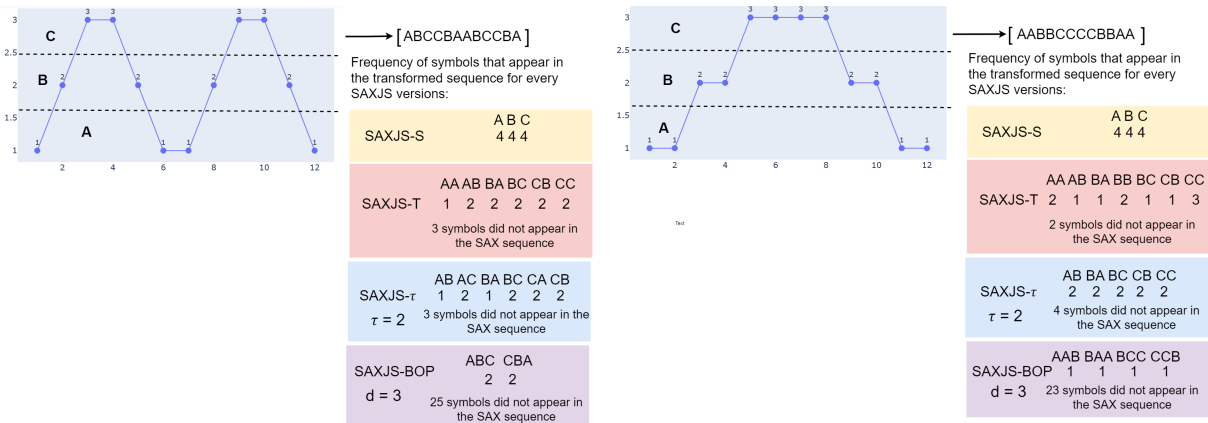 3
2.5
2
1.5
1
C
B
A
1
2
3
3
2
1
1
2
3
3
2
1
2
4
6
8
10
12
[ABCCBAABCCBA ]
Frequency of symbols that appear in
the transformed sequence for every
SAXJS versions:
A B C
SAXJS-S 4 4 4
AA AB BA BC CB CC
SAXJS-T 1 2 2 2 2 2
3 symbols did not appear in
the SAX sequence
AB AC BA BC CA CB
SAXJS-τ 1 2 1 2 2 2
τ = 2 3 symbols did not appear in the
SAX sequence
ABC CBA
SAXJS-BOP 2 2
d = 3
25 symbols did not appear in
the SAX sequence
3
2.5
2
1.5
1
C
B
A
1
1
2
2
3
3
3
3
2
2
1
1
2
4
6
8
10
12
Text
[ AABBCCCCBBAA ]
Frequency of symbols that appear in
the transformed sequence for every
SAXJS versions:
A B C
SAXJS-S 4 4 4
AA AB BA BB BC CB CC
SAXJS-T 2 1 1 2 1 1 3
2 symbols did not appear in
the SAX sequence
AB BA BC CB CC
SAXJS-τ 2 2 2 2 2
τ = 2 4 symbols did not appear in
the SAX sequence
AAB BAA BCC CCB
SAXJS-BOP 1 1 1 1
d = 3 23 symbols did not appear in
the SAX sequence